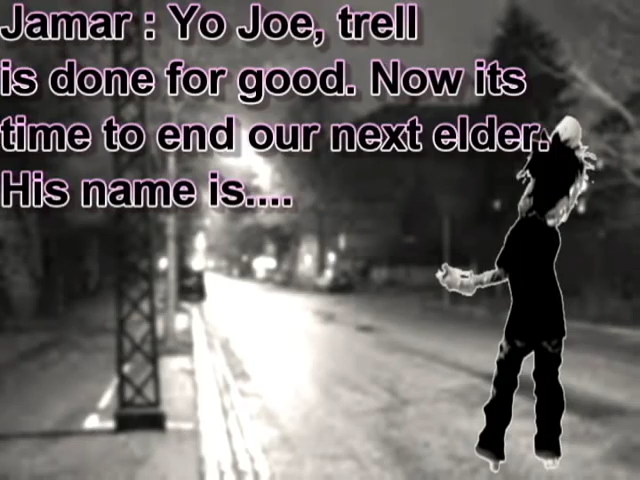 Jamar : Yo Joe, trell
is done for good. Now its
time to end our next elder.
His name is....